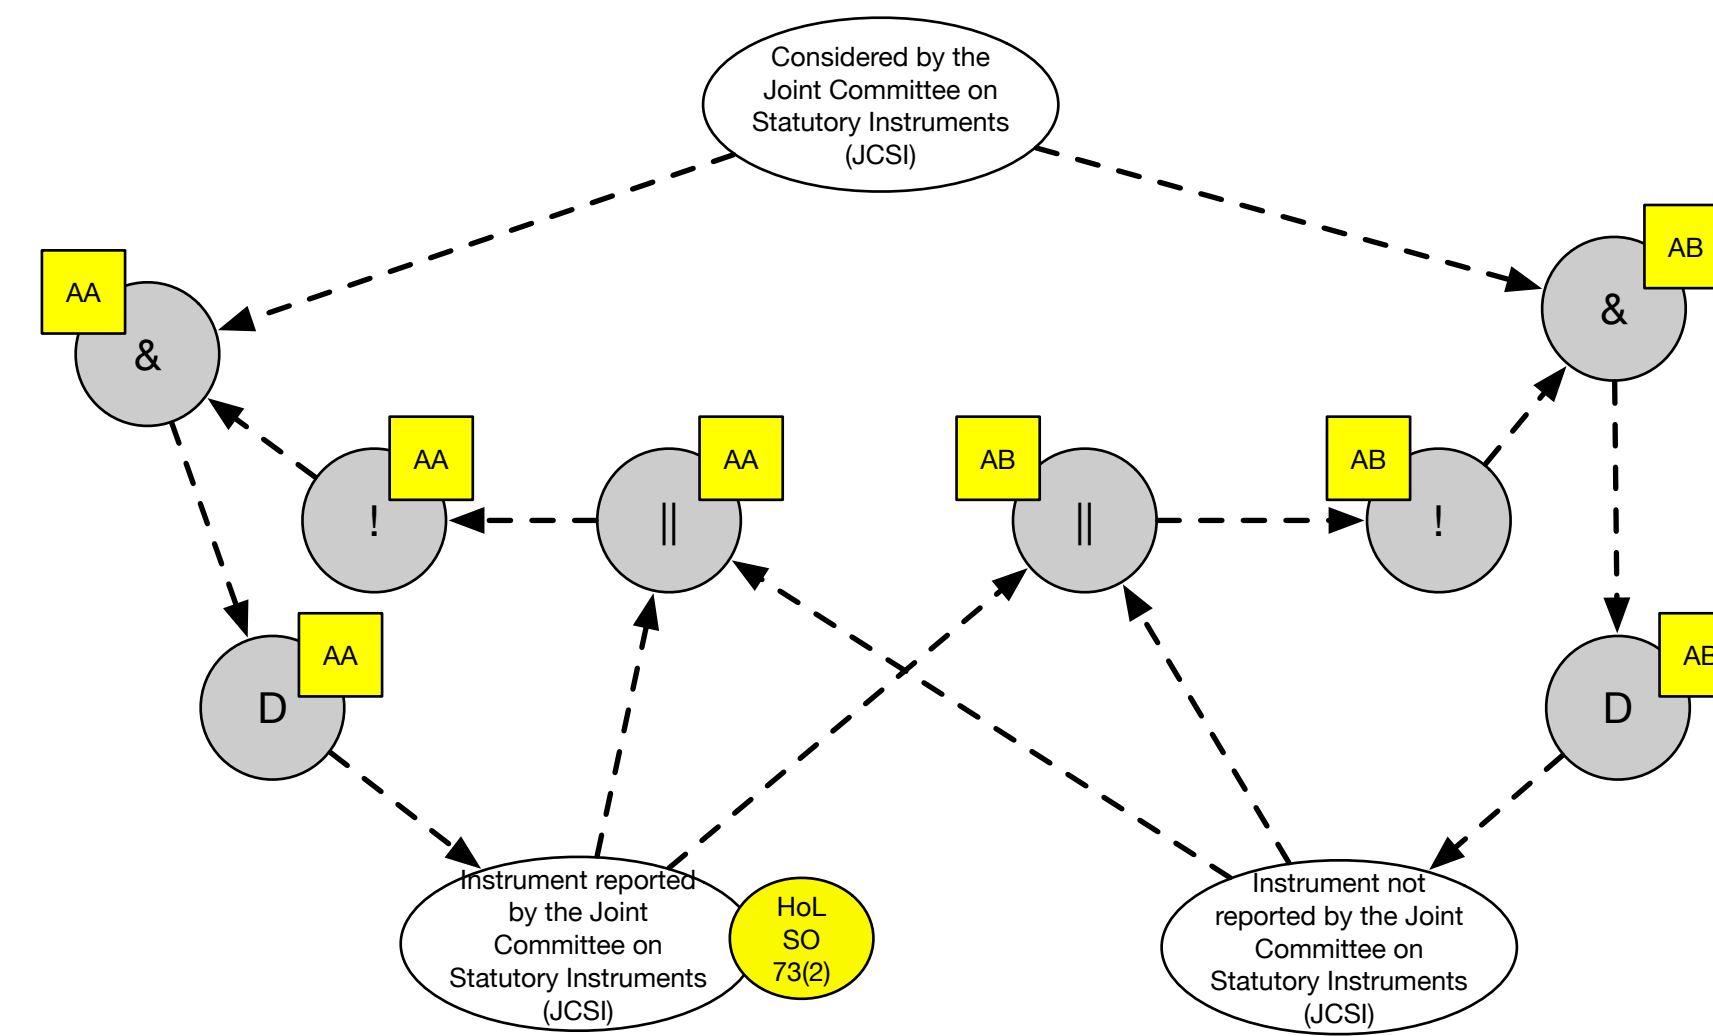 Considered by the
Joint Committee on
Statutory Instruments
(JCSI)
AA
&
AB
&
AA
!
AA
||
AB
||
AB
!
AA
D
AB
D
Instrument reported
by the Joint
Committee on
Statutory Instruments
(JCSI)
HoL
SO
73(2)
Instrument not
reported by the Joint
Committee on
Statutory Instruments
(JCSI)